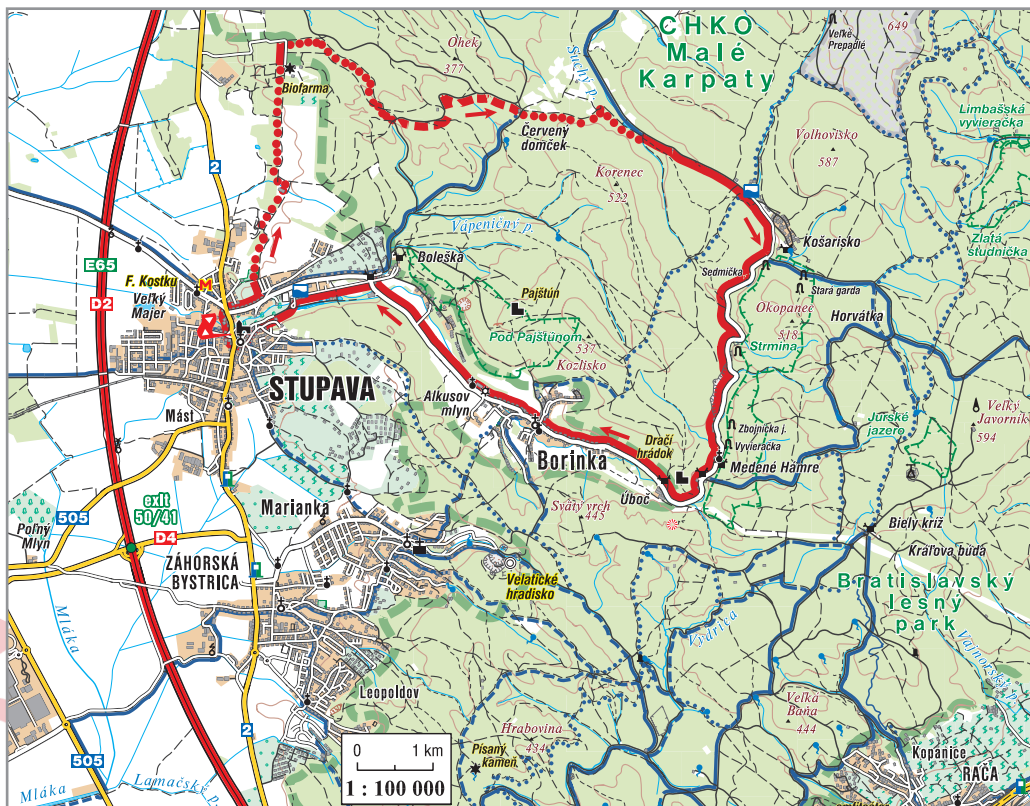 CHKO
Malé
Karpaty
649
Veľké
Prepadlé
Ohek
377
Suchý p.
Biofarma
Limbašská
vyvieračka
Červený
domček
Volhovisko
587
Korenec
522
2
Vápeničný p.
Košarisko
Zlatá
studnička
Boleška
Sedmička
E65
F. Kostku
M
Stará garda
D2
Veľký
Majer
Pajštún
Okopanec
518
Horvátka
Pod Pajštúnom
537
Kozlisko
Strmina
STUPAVA
Alkusov
mlyn
Veľký
Javorník
594
Mást
Jurské
jazero
Zbojnícka j.
Vyvieračka
Dračí
hrádok
Borinka
Medené Hámre
exit
50/41
Úboč
Svätý vrch
445
Marianka
505
D4
Poľný
Mlyn
Biely kríž
ZÁHORSKÁ
BYSTRICA
Kráľova buda
Velatické
hradisko
Bratislavský
lesný
park
Mláka
Vydrica
Vajnorský p.
Leopoldov
Veľká
Baňa
444
2
Hrabovina
434
0 1 km
Písaný
kameň
Kopanice
505
1 : 100 000
RAČA
Mláka
Lamačský p.